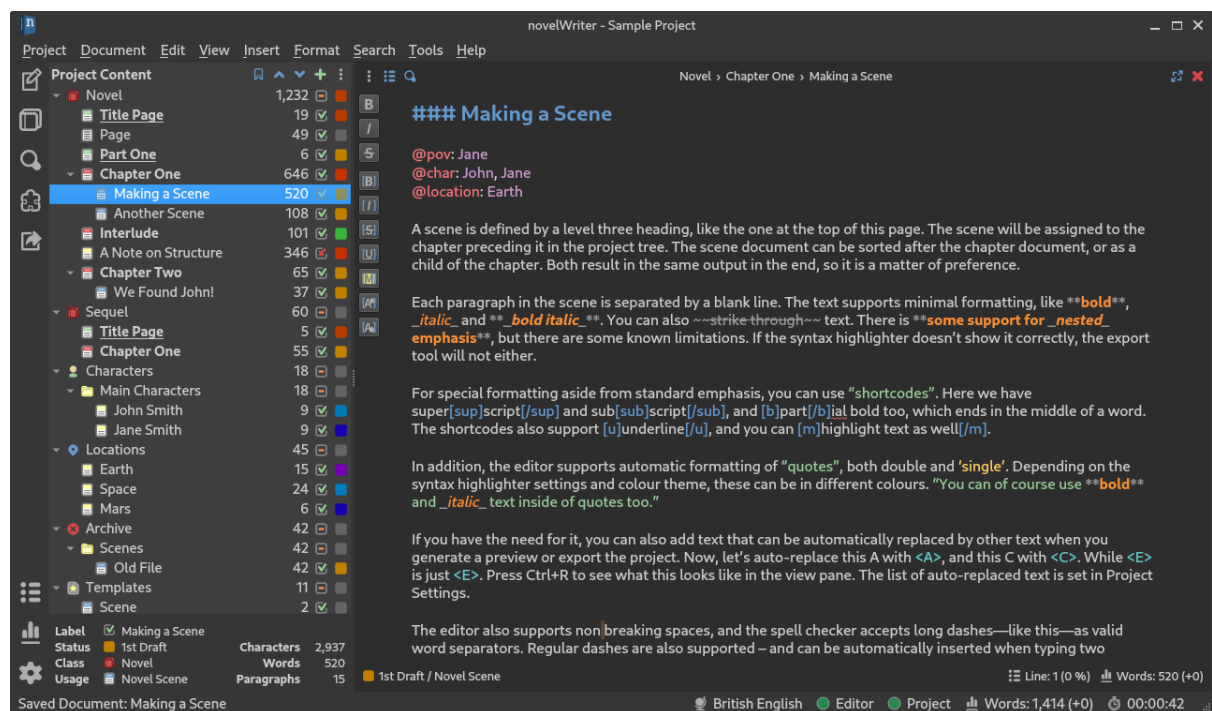 novelWriter - Sample Project
Project Document Edit View Insert Format Search Tools Help
Project Content
Novel 1,232
Title Page 19
Page 49
Part One 6
Chapter One 646
Making a Scene 520
Another Scene 108
Interlude 101
A Note on Structure 346
Chapter Two 65
We Found John! 37
Sequel 60
Title Page 5
Chapter One 55
Characters 18
Main Characters 18
John Smith 9
Jane Smith 9
Locations 45
Earth 15
Space 24
Mars 6
Archive 42
Scenes 42
Old File 42
Templates 11
Scene 2
Label Making a Scene
Status 1st Draft Characters 2,937
Class Novel Words 520
Usage Novel Scene Paragraphs 15
B
I
S
[B]
[I]
[S]
[U]
[M]
Novel › Chapter One › Making a Scene
### Making a Scene
@pov: Jane
@char: John, Jane
@location: Earth
A scene is defined by a level three heading, like the one at the top of this page. The scene will be assigned to the
chapter preceding it in the project tree. The scene document can be sorted after the chapter document, or as a
child of the chapter. Both result in the same output in the end, so it is a matter of preference.
Each paragraph in the scene is separated by a blank line. The text supports minimal formatting, like **bold**,
_italic_ and **_bold italic_**. You can also ~~strike through~~ text. There is **some support for _nested_
emphasis**, but there are some known limitations. If the syntax highlighter doesn’t show it correctly, the export
tool will not either.
For special formatting aside from standard emphasis, you can use “shortcodes”. Here we have
super[sup]script[/sup] and sub[sub]script[/sub], and [b]part[/b]ial bold too, which ends in the middle of a word.
The shortcodes also support [u]underline[/u], and you can [m]highlight text as well[/m].
In addition, the editor supports automatic formatting of “quotes”, both double and ‘single’. Depending on the
syntax highlighter settings and colour theme, these can be in different colours. “You can of course use **bold**
and _italic_ text inside of quotes too.”
If you have the need for it, you can also add text that can be automatically replaced by other text when you
generate a preview or export the project. Now, let’s auto-replace this A with <A>, and this C with <C>. While <E>
is just <E>. Press Ctrl+R to see what this looks like in the view pane. The list of auto-replaced text is set in Project
Settings.
The editor also supports non breaking spaces, and the spell checker accepts long dashes—like this—as valid
word separators. Regular dashes are also supported – and can be automatically inserted when typing two
1st Draft / Novel Scene Line: 1 (0 %) Words: 520 (+0)
Saved Document: Making a Scene British English Editor Project Words: 1,414 (+0) 00:00:42